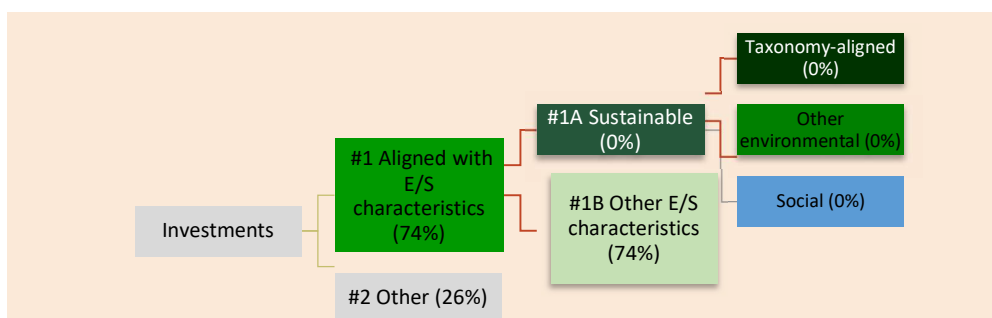 Investments
#1 Aligned with
E/S
characteristics
(74%)
#2 Other (26%)
#1A Sustainable
(0%)
#1B Other E/S
characteristics
(74%)
Taxonomy-aligned
(0%)
Other
environmental (0%)
Social (0%)